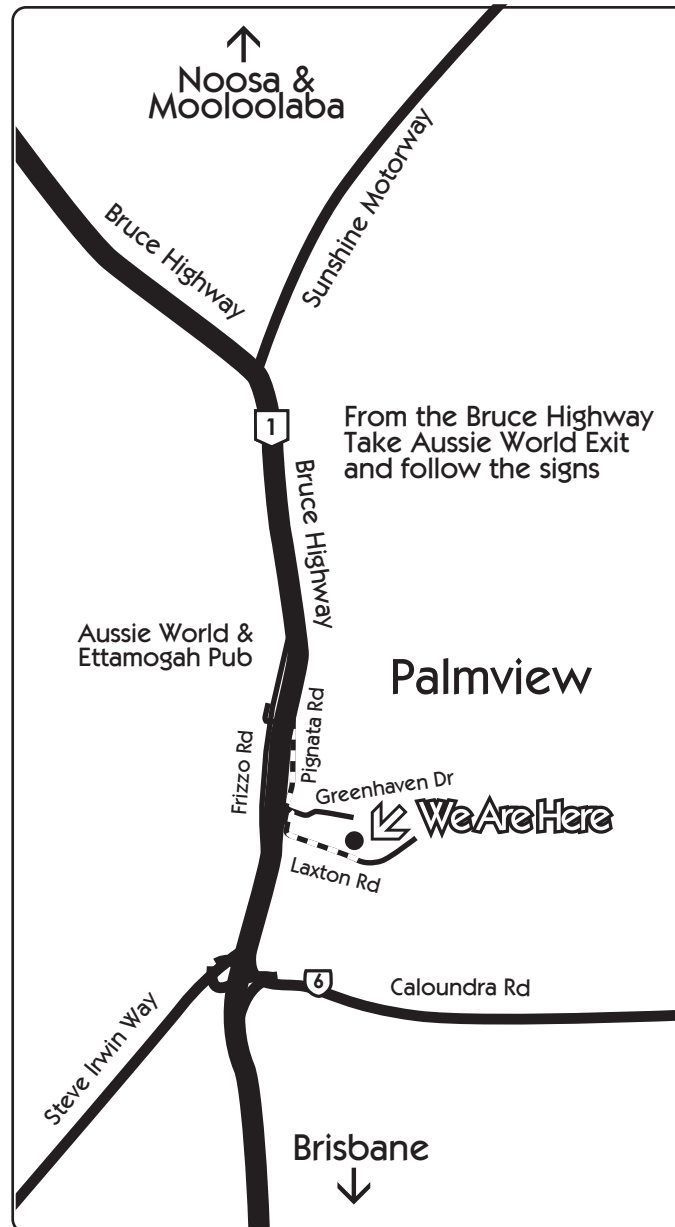 Noosa &
Mooloolaba
Sunshine Motorway
Bruce Highway
1
From the Bruce Highway
Take Aussie World Exit
and follow the signs
Bruce Highway
Aussie World &
Ettamogah Pub
Palmview
Pignata Rd
Frizzo Rd
Greenhaven Dr
We Are Here
Laxton Rd
6
Caloundra Rd
Steve Irwin Way
Brisbane